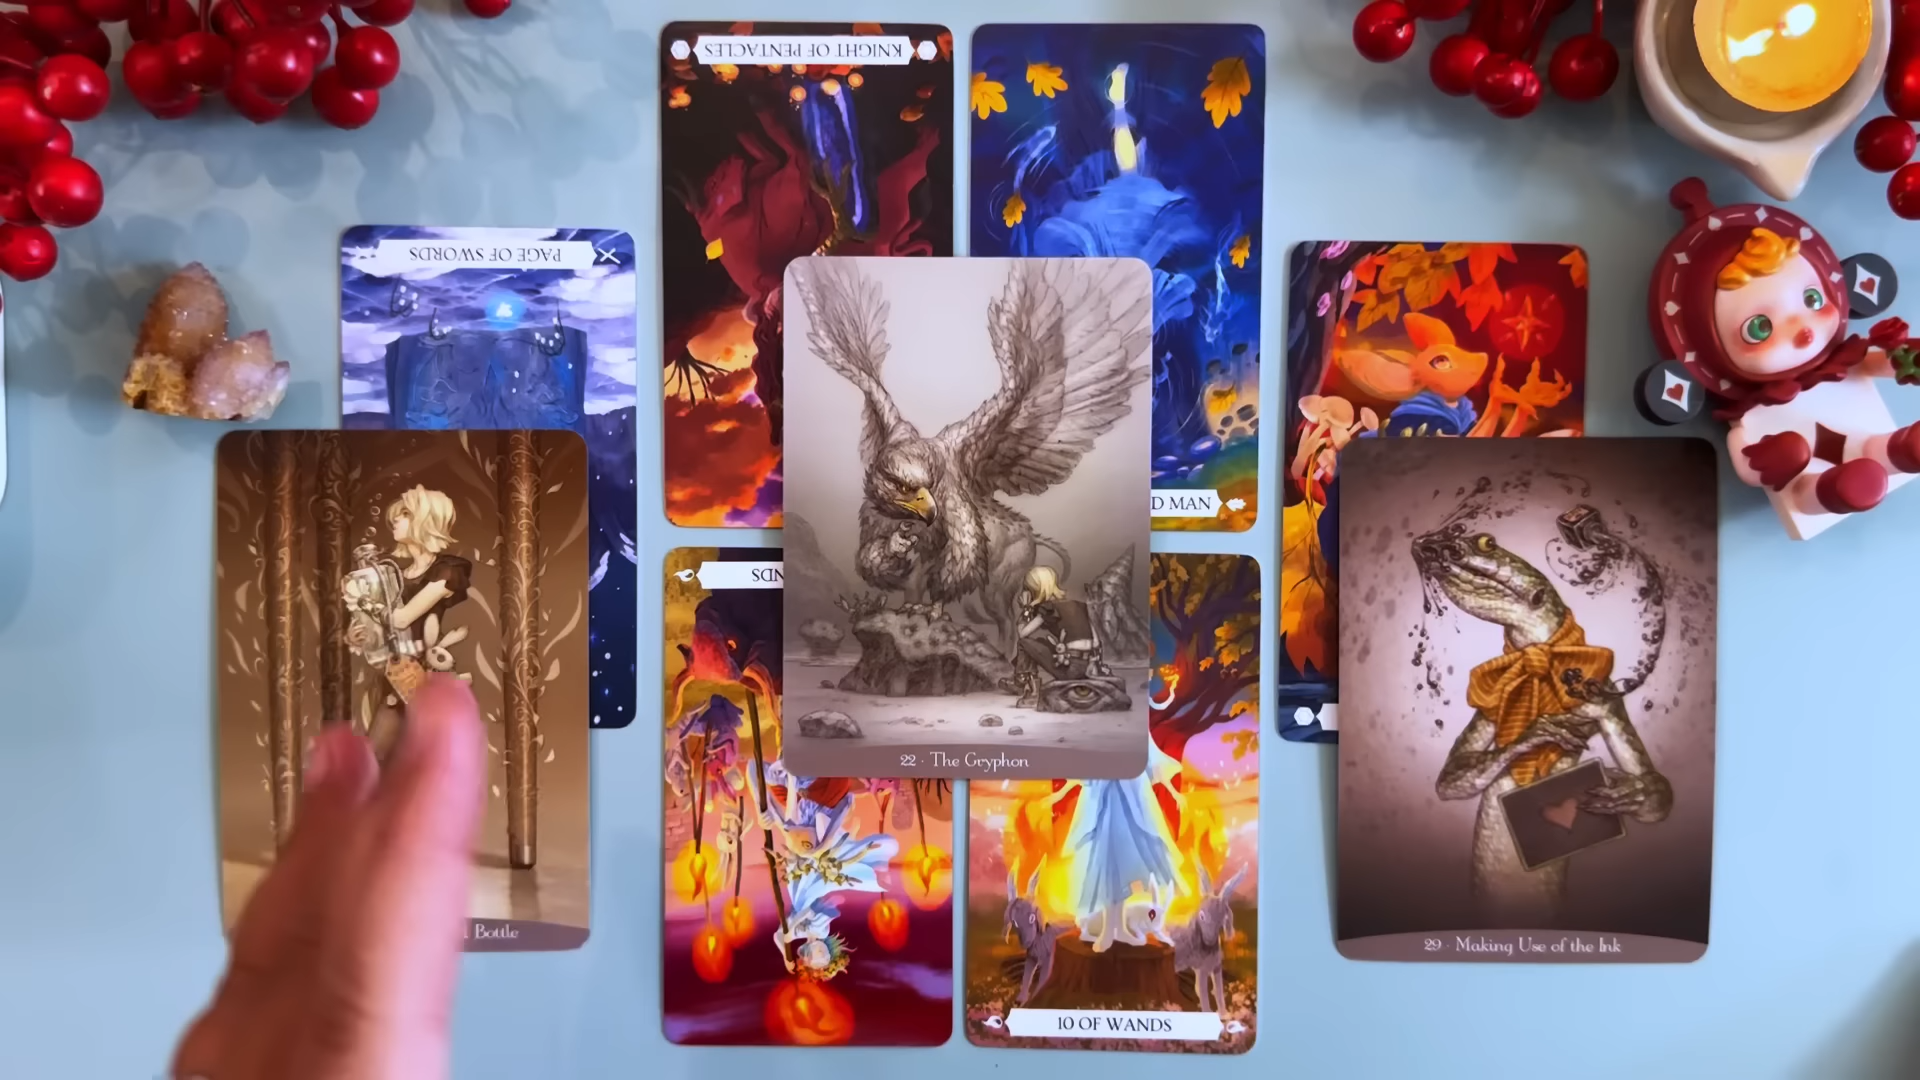 KNIGHT OF PENTACLES
PAGE OF SWORDS
D MAN
NDS
22 · The Gryphon
Bottle
29 · Making Use of the Ink
10 OF WANDS